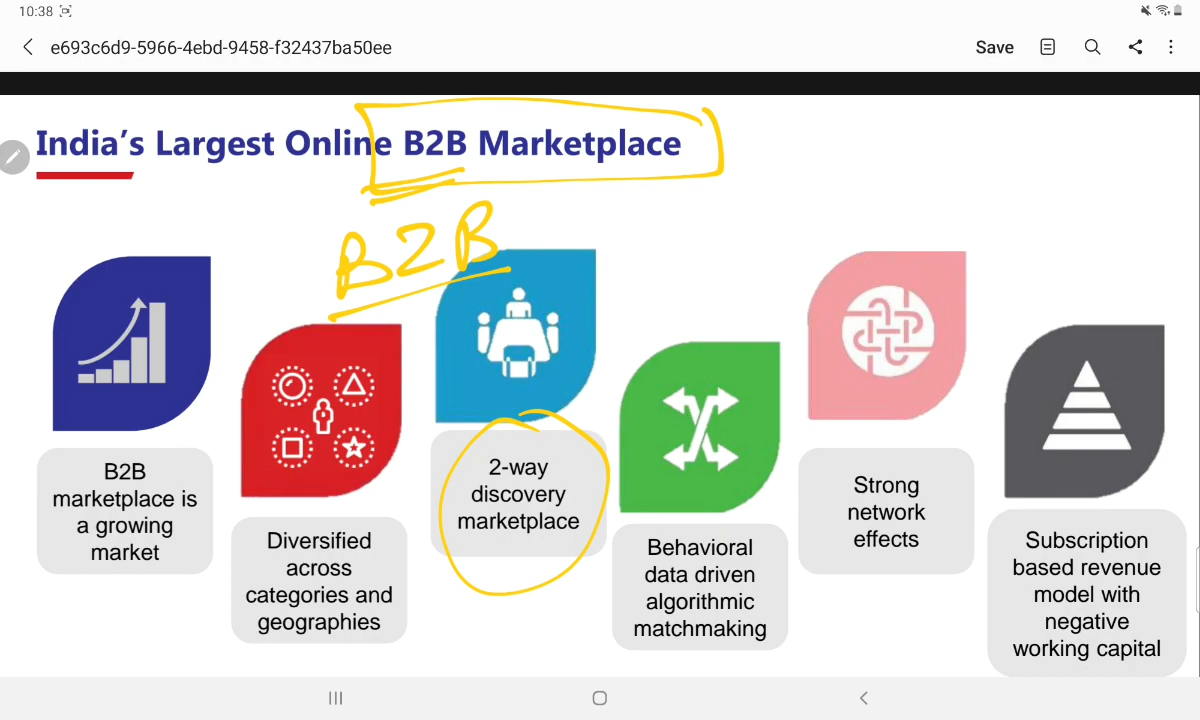 10:38
e693c6d9-5966-4ebd-9458-f32437ba50ee
Save
India's Largest Online B2B Marketplace
B2B
B2B
marketplace is
a growing
market
Diversified
across
categories and
geographies
2-way
discovery
marketplace
Behavioral
data driven
algorithmic
matchmaking
Strong
network
effects
Subscription
based revenue
model with
negative
working capital